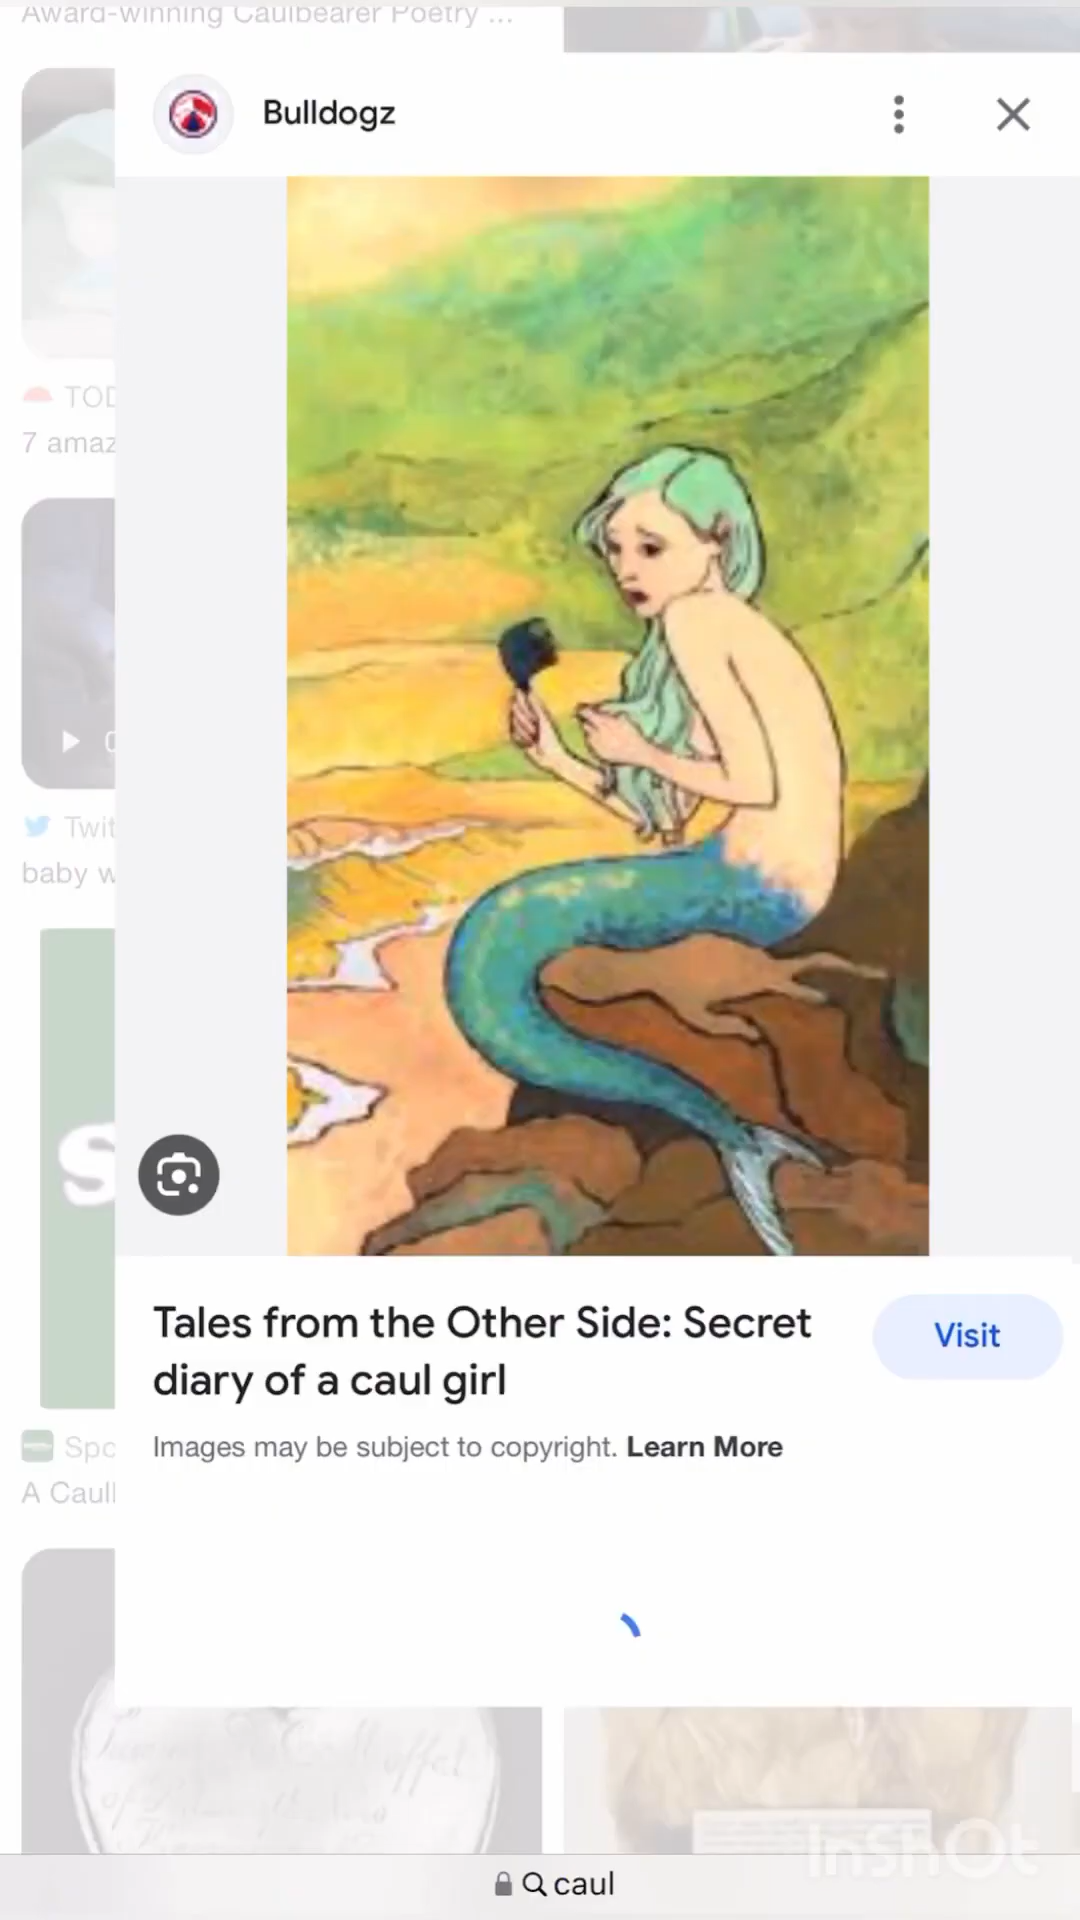 Award-winning Caulbearer Poetry ...
Bulldogz
TOD
7 amaz
Twit
baby w
S
Tales from the Other Side: Secret
diary of a caul girl
Visit
Images may be subject to copyright. Learn More
Spo
A Caull
InShOt
caul